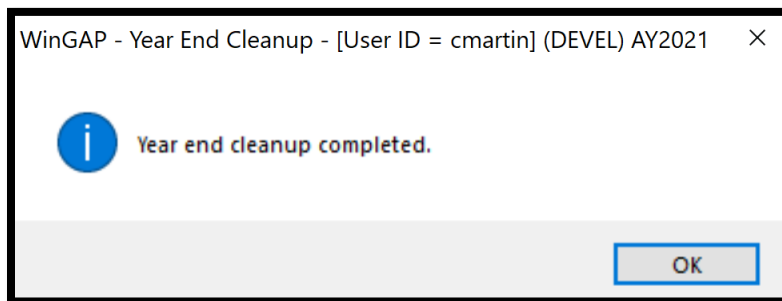 WinGAP - Year End Cleanup - [User ID = cmartin] (DEVEL) AY2021
Year end cleanup completed.
OK